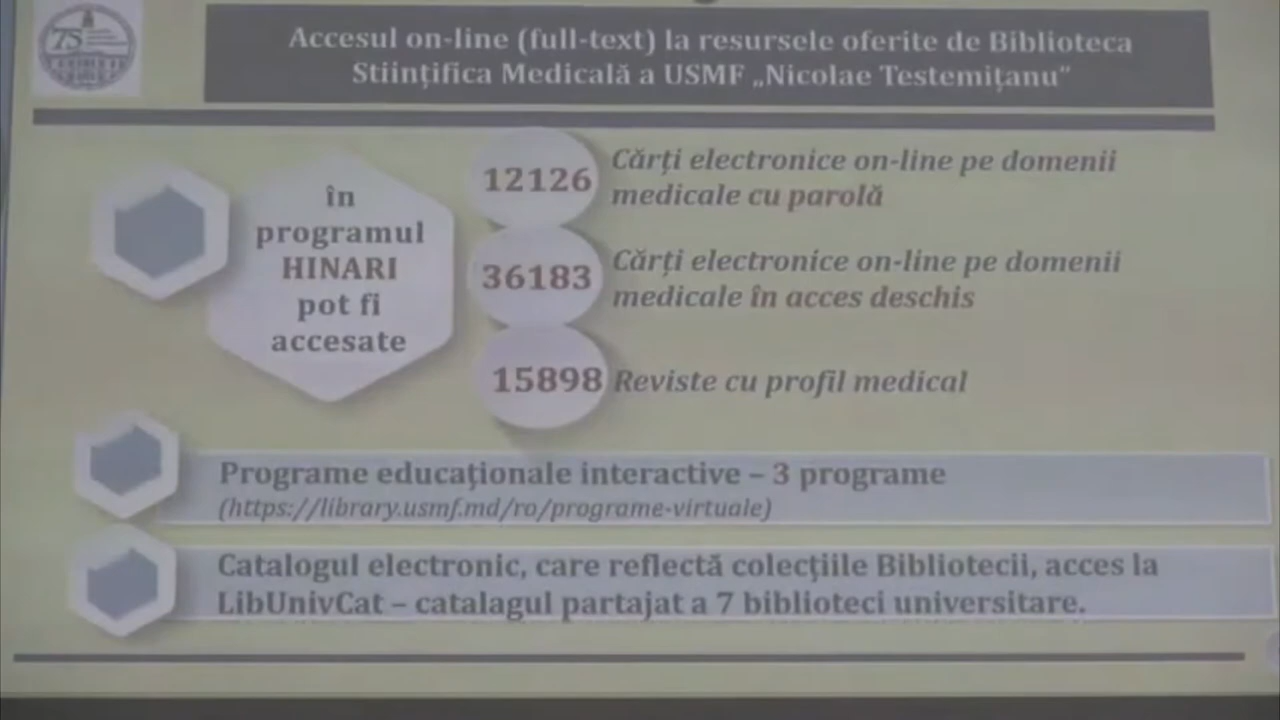 75
Accesul on-line (full-text) la resursele oferite de Biblioteca
Stiințifica Medicală a USMF „Nicolae Testemițanu”
în
programul
HINARI
pot fi
accesate
12126
Cărți electronice on-line pe domenii
medicale cu parolă
36183
Cărți electronice on-line pe domenii
medicale în acces deschis
15898
Reviste cu profil medical
Programe educaționale interactive – 3 programe
(https://library.usmf.md/ro/programe-virtuale)
Catalogul electronic, care reflectă colecțiile Bibliotecii, acces la
LibUnivCat – catalagul partajat a 7 biblioteci universitare.